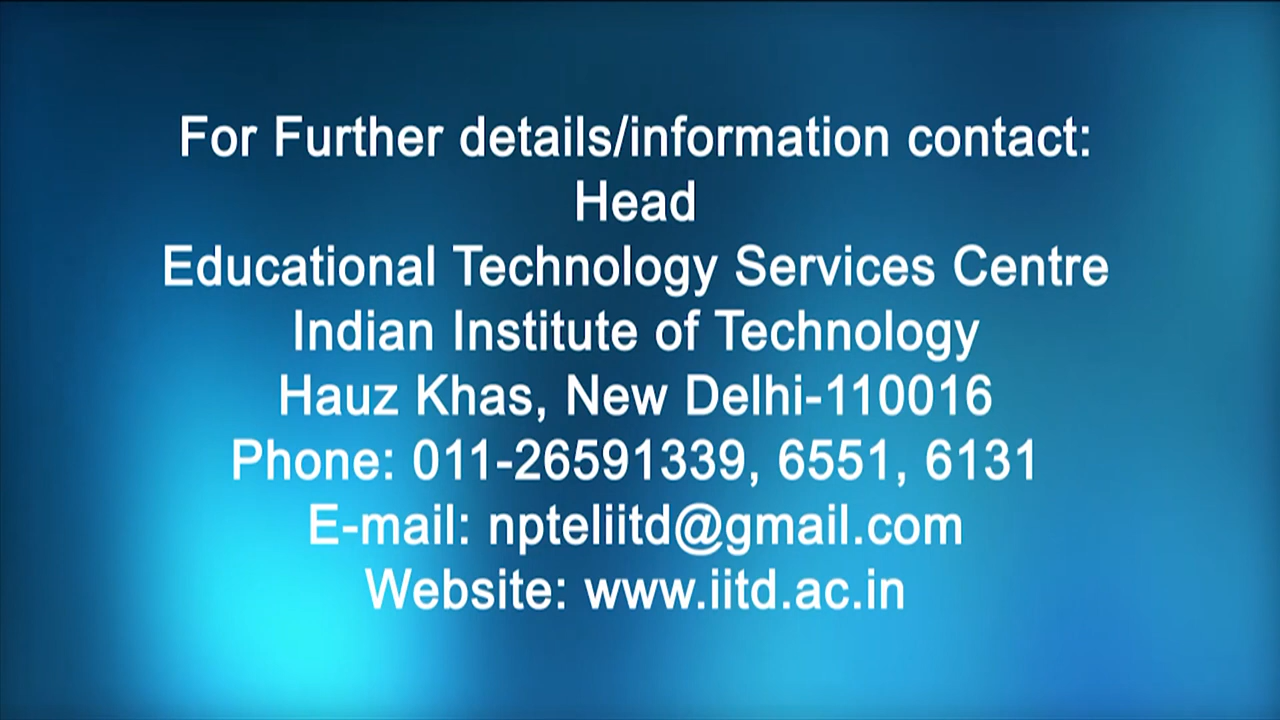 For Further details/information contact:
Head
Educational Technology Services Centre
Indian Institute of Technology
Hauz Khas, New Delhi-110016
Phone: 011-26591339, 6551, 6131
E-mail: npteliitd@gmail.com
Website: www.iitd.ac.in